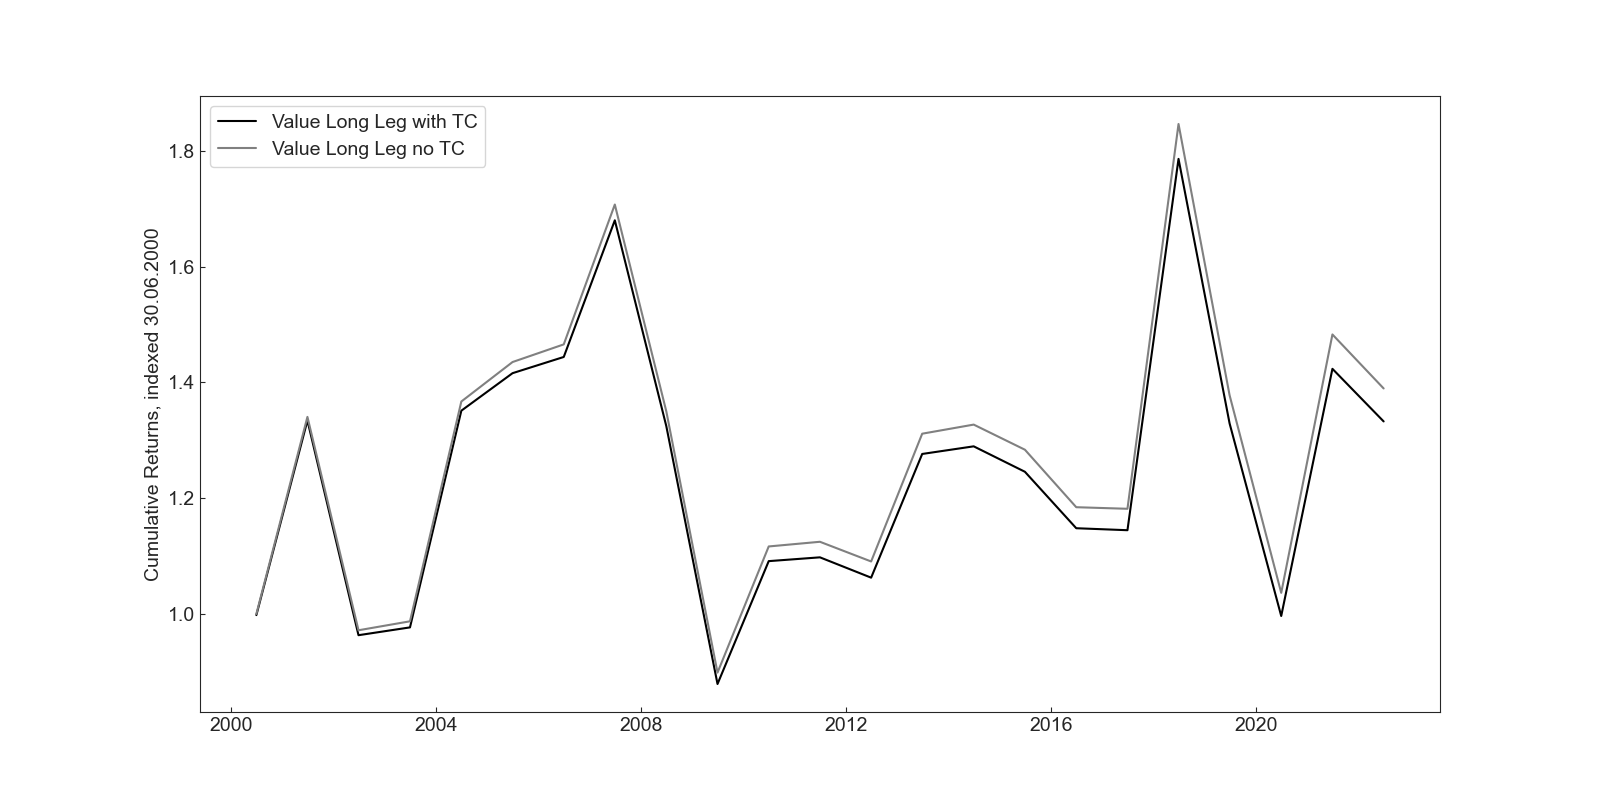 Value Long Leg with TC
Value Long Leg no TC
Cumulative Returns, indexed 30.06.2000
1.8
1.6
1.4
1.2
1.0
2000 2004 2008 2012 2016 2020